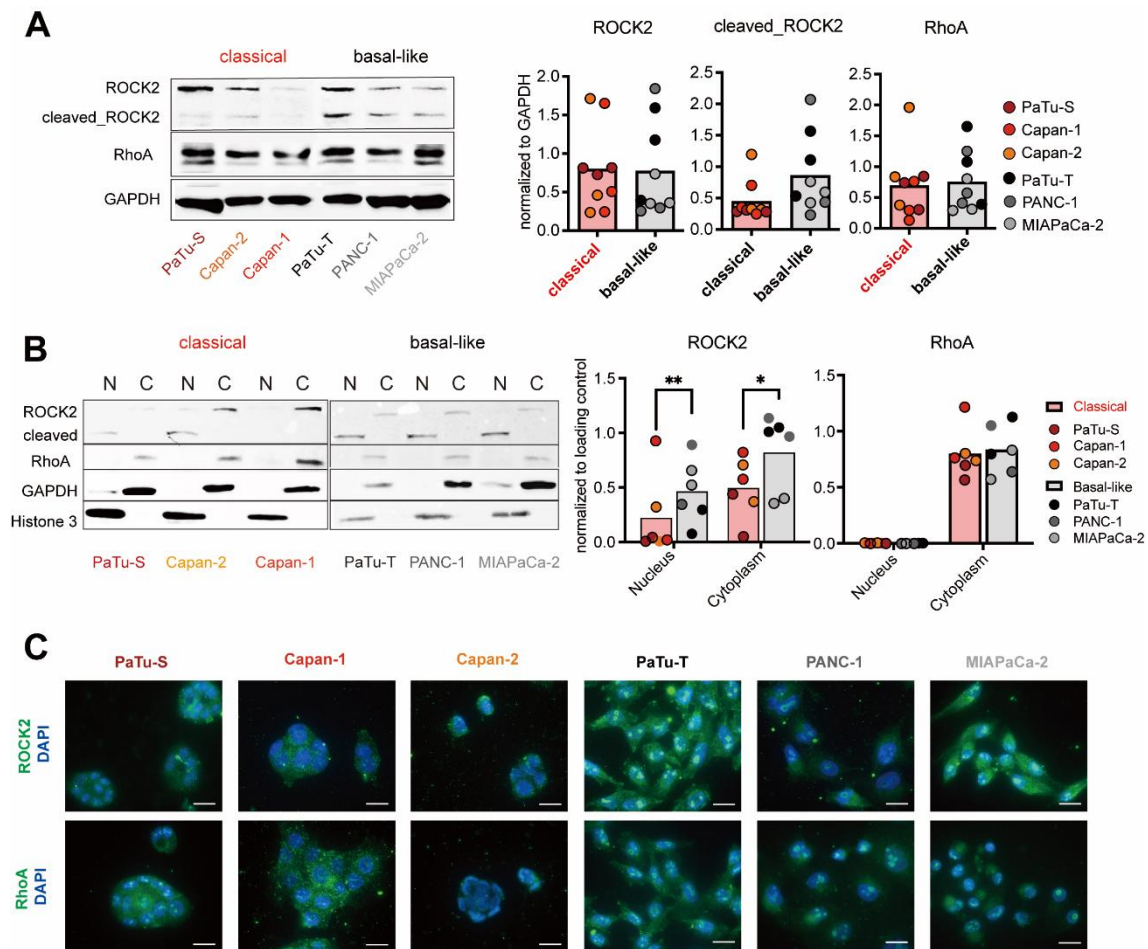 A
classical basal-like
ROCK2
cleaved_ROCK2
RhoA
GAPDH
PaTu-S Capan-2 Capan-1 PaTu-T PANC-1 MIAPaCa-2
ROCK2 cleaved_ROCK2 RhoA
normalized to GAPDH
2.0 2.5 2.5
1.5 2.0 2.0
1.0 1.5 1.5
0.5 1.0 1.0
0.0 0.5 0.5
0.0 0.0
classical basal-like classical basal-like classical basal-like
PaTu-S
Capan-1
Capan-2
PaTu-T
PANC-1
MIAPaCa-2
B
classical basal-like
N C N C N C N C N C N C
ROCK2
cleaved
RhoA
GAPDH
Histone 3
PaTu-S Capan-2 Capan-1 PaTu-T PANC-1 MIAPaCa-2
ROCK2 RhoA
normalized to loading control
1.5 1.5
1.0 1.0
0.5 0.5
0.0 0.0
** *
Nucleus Cytoplasm Nucleus Cytoplasm
Classical
PaTu-S
Capan-1
Capan-2
Basal-like
PaTu-T
PANC-1
MIAPaCa-2
C
PaTu-S Capan-1 Capan-2 PaTu-T PANC-1 MIAPaCa-2
ROCK2
DAPI
RhoA
DAPI